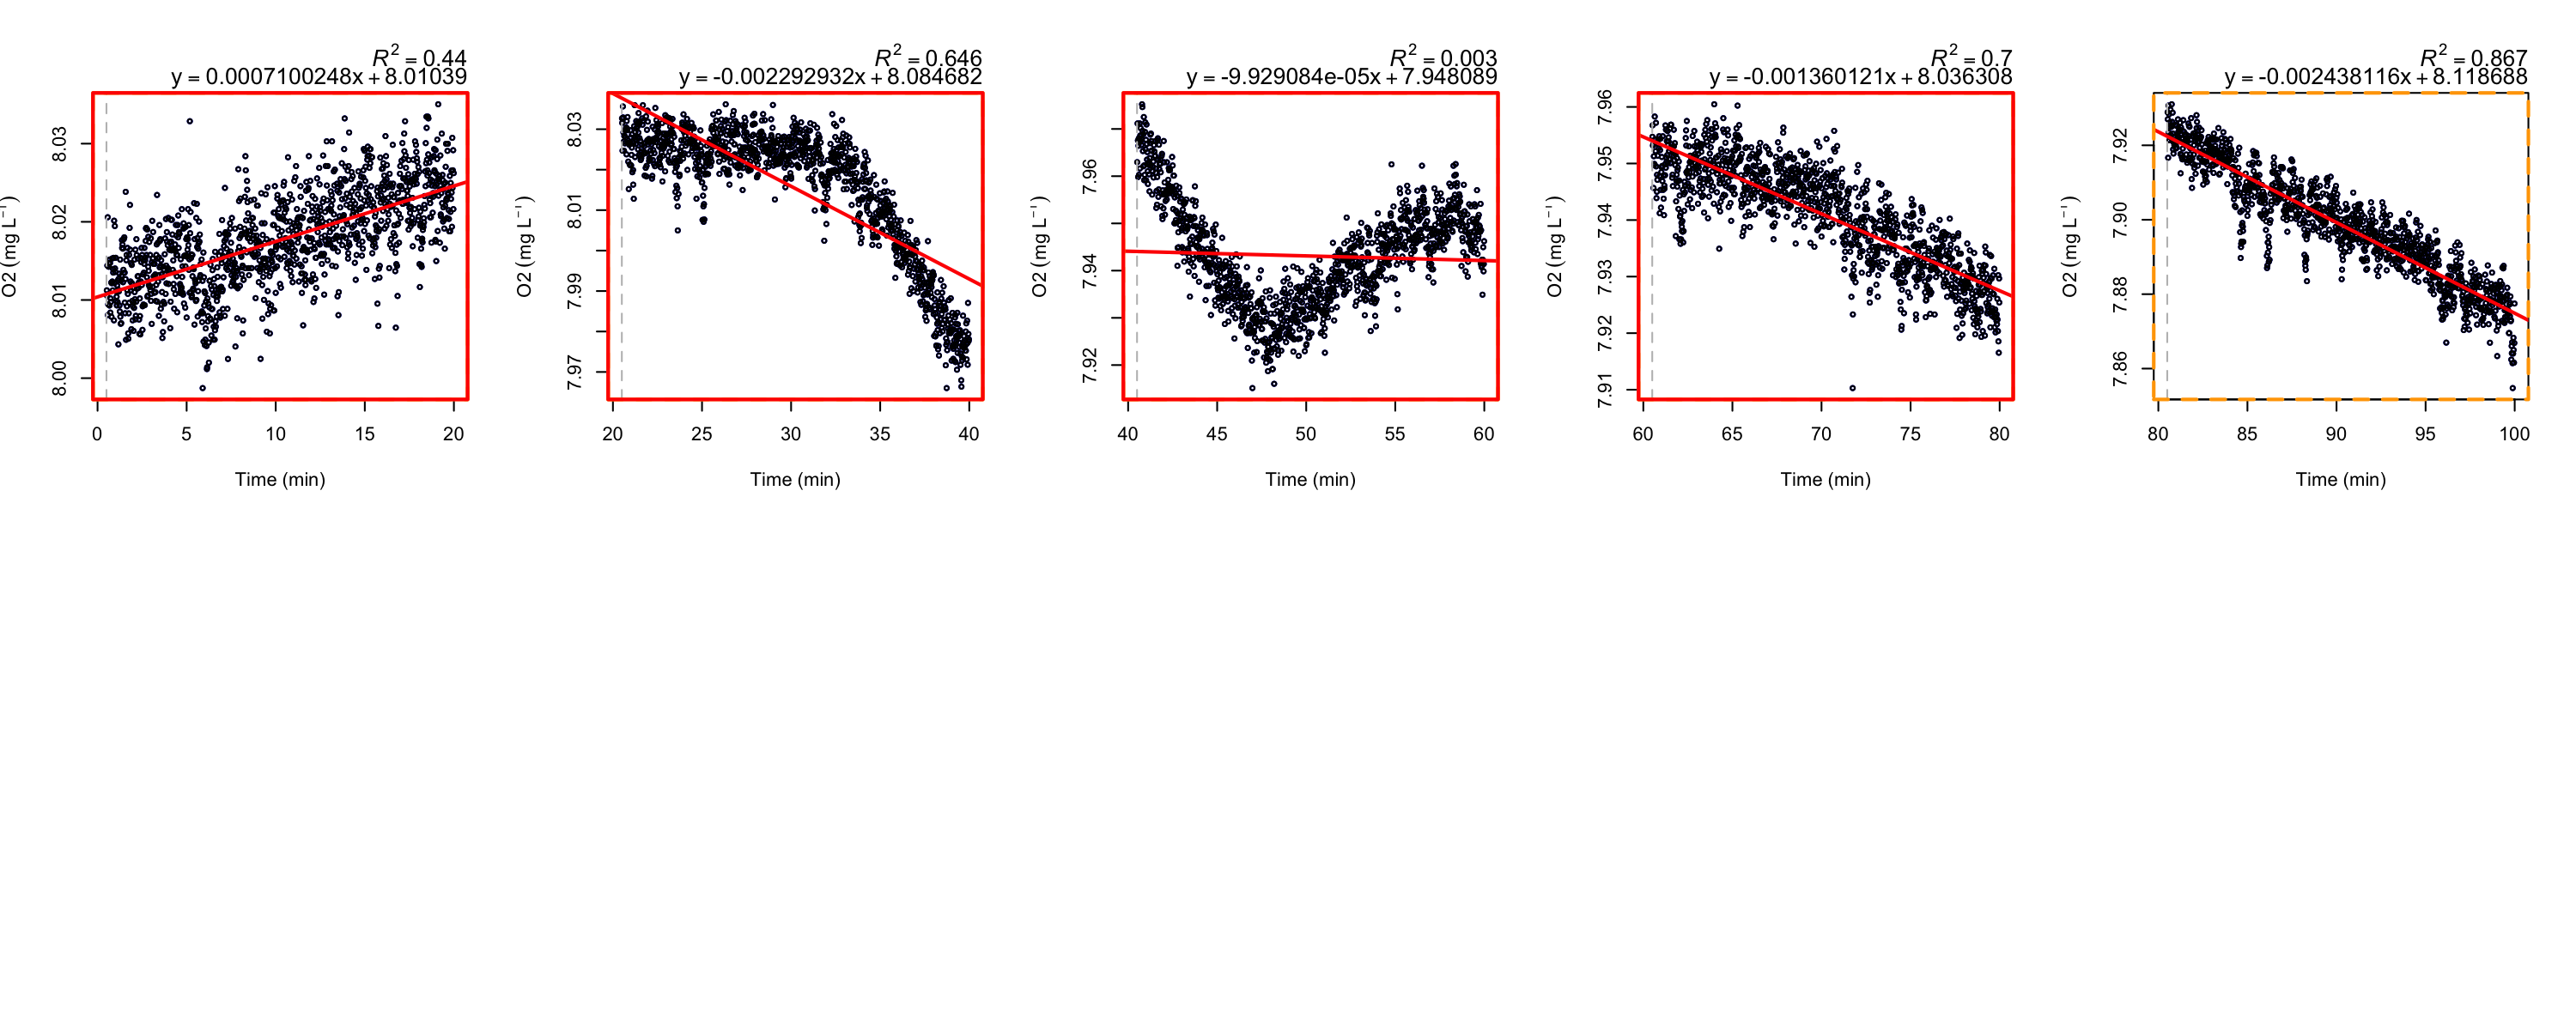 R² = 0.44
y = 0.0007100248x + 8.01039
O2 (mg L⁻¹)
8.03
8.02
8.01
8.00
0 5 10 15 20
Time (min)
R² = 0.646
y = -0.002292932x + 8.084682
O2 (mg L⁻¹)
8.03
8.01
7.99
7.97
20 25 30 35 40
Time (min)
R² = 0.003
y = -9.929084e-05x + 7.948089
O2 (mg L⁻¹)
7.96
7.94
7.92
40 45 50 55 60
Time (min)
R² = 0.7
y = -0.001360121x + 8.036308
O2 (mg L⁻¹)
7.96
7.95
7.94
7.93
7.92
7.91
60 65 70 75 80
Time (min)
R² = 0.867
y = -0.002438116x + 8.118688
O2 (mg L⁻¹)
7.92
7.90
7.88
7.86
80 85 90 95 100
Time (min)